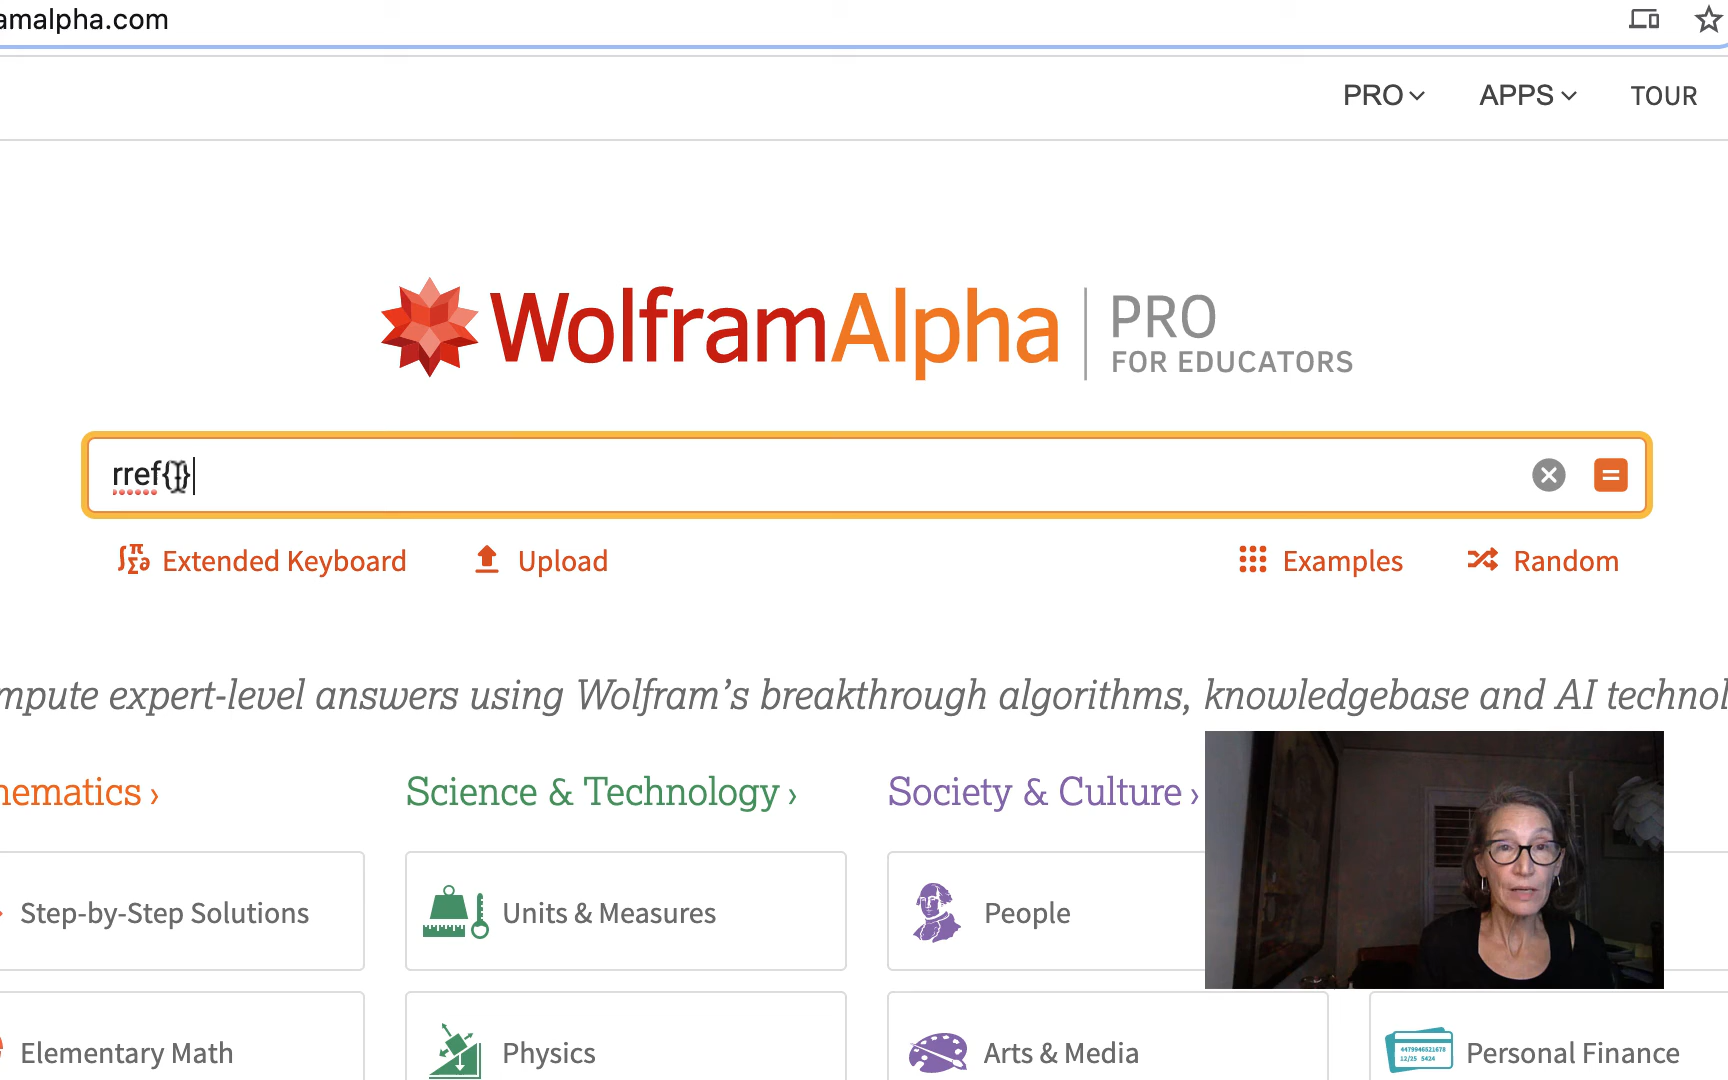 amalpha.com
PRO APPS TOUR
WolframAlpha PRO
FOR EDUCATORS
rref{}
Extended Keyboard Upload Examples Random
mpute expert-level answers using Wolfram's breakthrough algorithms, knowledgebase and AI technol
hematics › Science & Technology › Society & Culture ›
Step-by-Step Solutions Units & Measures People
Elementary Math Physics Arts & Media Personal Finance